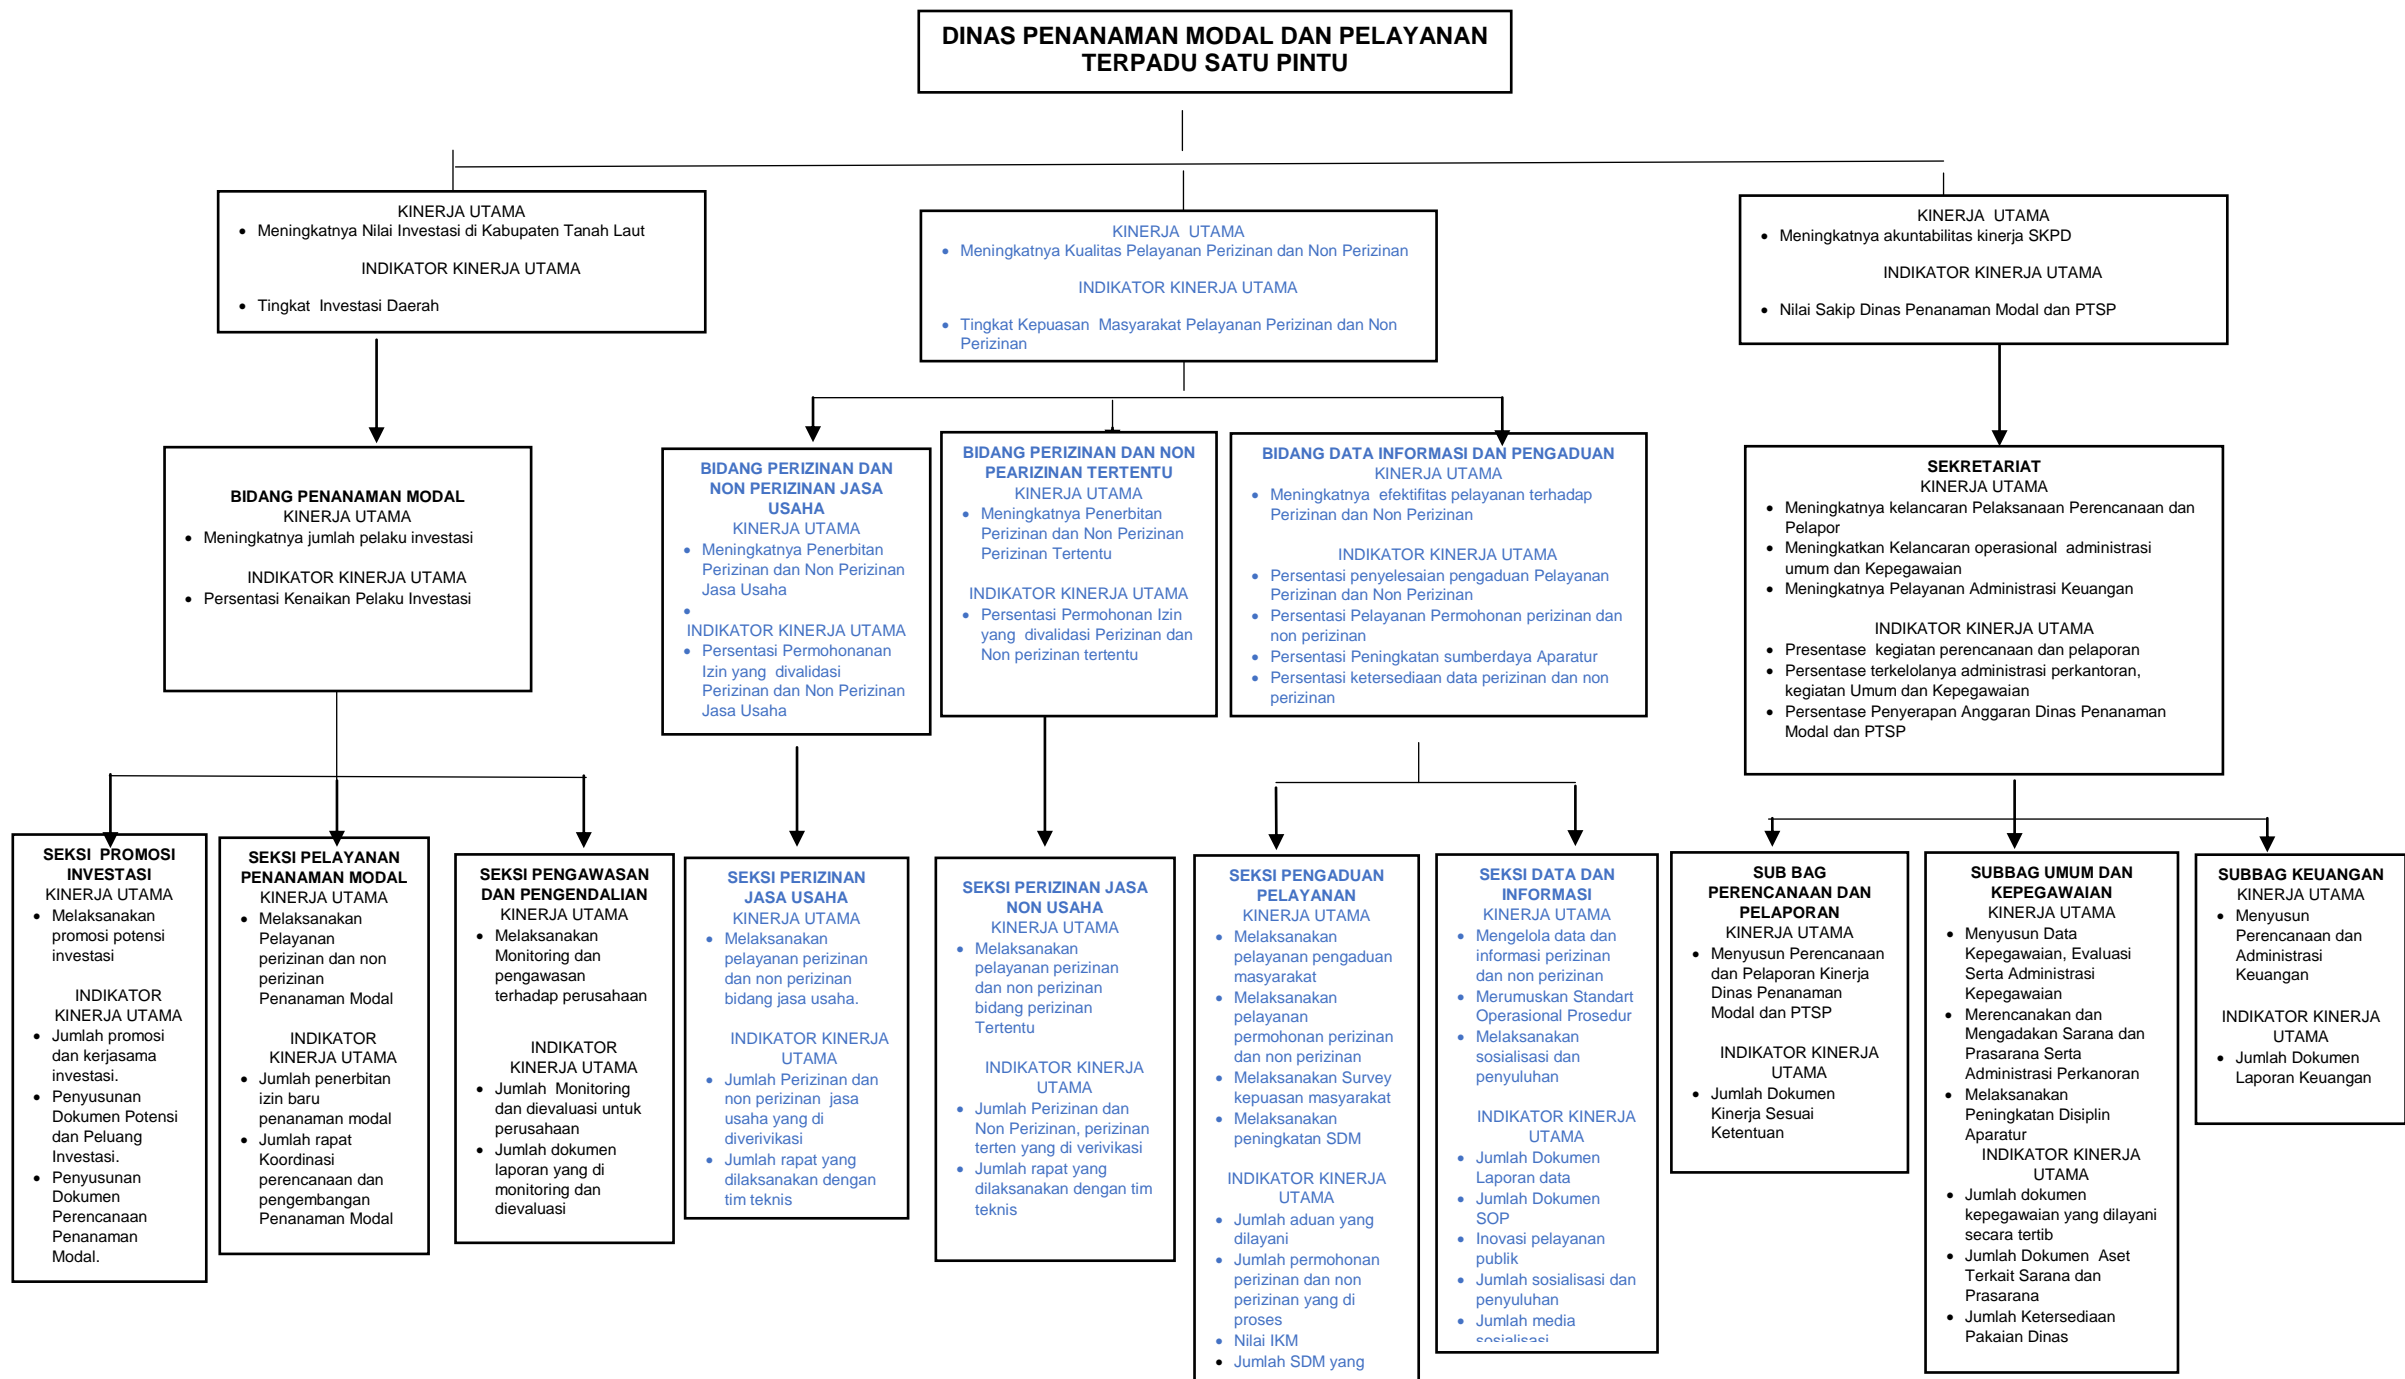 DINAS PENANAMAN MODAL DAN PELAYANAN
TERPADU SATU PINTU
KINERJA UTAMA
• Meningkatnya Nilai Investasi di Kabupaten Tanah Laut
INDIKATOR KINERJA UTAMA
• Tingkat Investasi Daerah
KINERJA UTAMA
• Meningkatnya Kualitas Pelayanan Perizinan dan Non Perizinan
INDIKATOR KINERJA UTAMA
• Tingkat Kepuasan Masyarakat Pelayanan Perizinan dan Non
Perizinan
KINERJA UTAMA
• Meningkatnya akuntabilitas kinerja SKPD
INDIKATOR KINERJA UTAMA
• Nilai Sakip Dinas Penanaman Modal dan PTSP
BIDANG PENANAMAN MODAL
KINERJA UTAMA
• Meningkatnya jumlah pelaku investasi
INDIKATOR KINERJA UTAMA
• Persentasi Kenaikan Pelaku Investasi
BIDANG PERIZINAN DAN
NON PERIZINAN JASA
USAHA
KINERJA UTAMA
• Meningkatnya Penerbitan
Perizinan dan Non Perizinan
Jasa Usaha
•
INDIKATOR KINERJA UTAMA
• Persentasi Permohonanan
Izin yang divalidasi
Perizinan dan Non Perizinan
Jasa Usaha
BIDANG PERIZINAN DAN NON
PEARIZINAN TERTENTU
KINERJA UTAMA
• Meningkatnya Penerbitan
Perizinan dan Non Perizinan
Perizinan Tertentu
INDIKATOR KINERJA UTAMA
• Persentasi Permohonan Izin
yang divalidasi Perizinan dan
Non perizinan tertentu
BIDANG DATA INFORMASI DAN PENGADUAN
KINERJA UTAMA
• Meningkatnya efektifitas pelayanan terhadap
Perizinan dan Non Perizinan
INDIKATOR KINERJA UTAMA
• Persentasi penyelesaian pengaduan Pelayanan
Perizinan dan Non Perizinan
• Persentasi Pelayanan Permohonan perizinan dan
non perizinan
• Persentasi Peningkatan sumberdaya Aparatur
• Persentasi ketersediaan data perizinan dan non
perizinan
SEKRETARIAT
KINERJA UTAMA
• Meningkatnya kelancaran Pelaksanaan Perencanaan dan
Pelapor
• Meningkatkan Kelancaran operasional administrasi
umum dan Kepegawaian
• Meningkatnya Pelayanan Administrasi Keuangan
INDIKATOR KINERJA UTAMA
• Presentase kegiatan perencanaan dan pelaporan
• Persentase terkelolanya administrasi perkantoran,
kegiatan Umum dan Kepegawaian
• Persentase Penyerapan Anggaran Dinas Penanaman
Modal dan PTSP
SEKSI PROMOSI
INVESTASI
KINERJA UTAMA
• Melaksanakan
promosi potensi
investasi
INDIKATOR
KINERJA UTAMA
• Jumlah promosi
dan kerjasama
investasi.
• Penyusunan
Dokumen Potensi
dan Peluang
Investasi.
• Penyusunan
Dokumen
Perencanaan
Penanaman
Modal.
SEKSI PELAYANAN
PENANAMAN MODAL
KINERJA UTAMA
• Melaksanakan
Pelayanan
perizinan dan non
perizinan
Penanaman Modal
INDIKATOR
KINERJA UTAMA
• Jumlah penerbitan
izin baru
penanaman modal
• Jumlah rapat
Koordinasi
perencanaan dan
pengembangan
Penanaman Modal
SEKSI PENGAWASAN
DAN PENGENDALIAN
KINERJA UTAMA
• Melaksanakan
Monitoring dan
pengawasan
terhadap perusahaan
INDIKATOR
KINERJA UTAMA
• Jumlah Monitoring
dan dievaluasi untuk
perusahaan
• Jumlah dokumen
laporan yang di
monitoring dan
dievaluasi
SEKSI PERIZINAN
JASA USAHA
KINERJA UTAMA
• Melaksanakan
pelayanan perizinan
dan non perizinan
bidang jasa usaha.
INDIKATOR KINERJA
UTAMA
• Jumlah Perizinan dan
non perizinan jasa
usaha yang di
diverivikasi
• Jumlah rapat yang
dilaksanakan dengan
tim teknis
SEKSI PERIZINAN JASA
NON USAHA
KINERJA UTAMA
• Melaksanakan
pelayanan perizinan
dan non perizinan
bidang perizinan
Tertentu
INDIKATOR KINERJA
UTAMA
• Jumlah Perizinan dan
Non Perizinan, perizinan
terten yang di verivikasi
• Jumlah rapat yang
dilaksanakan dengan tim
teknis
SEKSI PENGADUAN
PELAYANAN
KINERJA UTAMA
• Melaksanakan
pelayanan pengaduan
masyarakat
• Melaksanakan
pelayanan
permohonan perizinan
dan non perizinan
• Melaksanakan Survey
kepuasan masyarakat
• Melaksanakan
peningkatan SDM
INDIKATOR KINERJA
UTAMA
• Jumlah aduan yang
dilayani
• Jumlah permohonan
perizinan dan non
perizinan yang di
proses
• Nilai IKM
• Jumlah SDM yang
SEKSI DATA DAN
INFORMASI
KINERJA UTAMA
• Mengelola data dan
informasi perizinan
dan non perizinan
• Merumuskan Standart
Operasional Prosedur
• Melaksanakan
sosialisasi dan
penyuluhan
INDIKATOR KINERJA
UTAMA
• Jumlah Dokumen
Laporan data
• Jumlah Dokumen
SOP
• Inovasi pelayanan
publik
• Jumlah sosialisasi dan
penyuluhan
• Jumlah media
sosialisasi
SUB BAG
PERENCANAAN DAN
PELAPORAN
KINERJA UTAMA
• Menyusun Perencanaan
dan Pelaporan Kinerja
Dinas Penanaman
Modal dan PTSP
INDIKATOR KINERJA
UTAMA
• Jumlah Dokumen
Kinerja Sesuai
Ketentuan
SUBBAG UMUM DAN
KEPEGAWAIAN
KINERJA UTAMA
• Menyusun Data
Kepegawaian, Evaluasi
Serta Administrasi
Kepegawaian
• Merencanakan dan
Mengadakan Sarana dan
Prasarana Serta
Administrasi Perkanoran
• Melaksanakan
Peningkatan Disiplin
Aparatur
INDIKATOR KINERJA
UTAMA
• Jumlah dokumen
kepegawaian yang dilayani
secara tertib
• Jumlah Dokumen Aset
Terkait Sarana dan
Prasarana
• Jumlah Ketersediaan
Pakaian Dinas
SUBBAG KEUANGAN
KINERJA UTAMA
• Menyusun
Perencanaan dan
Administrasi
Keuangan
INDIKATOR KINERJA
UTAMA
• Jumlah Dokumen
Laporan Keuangan